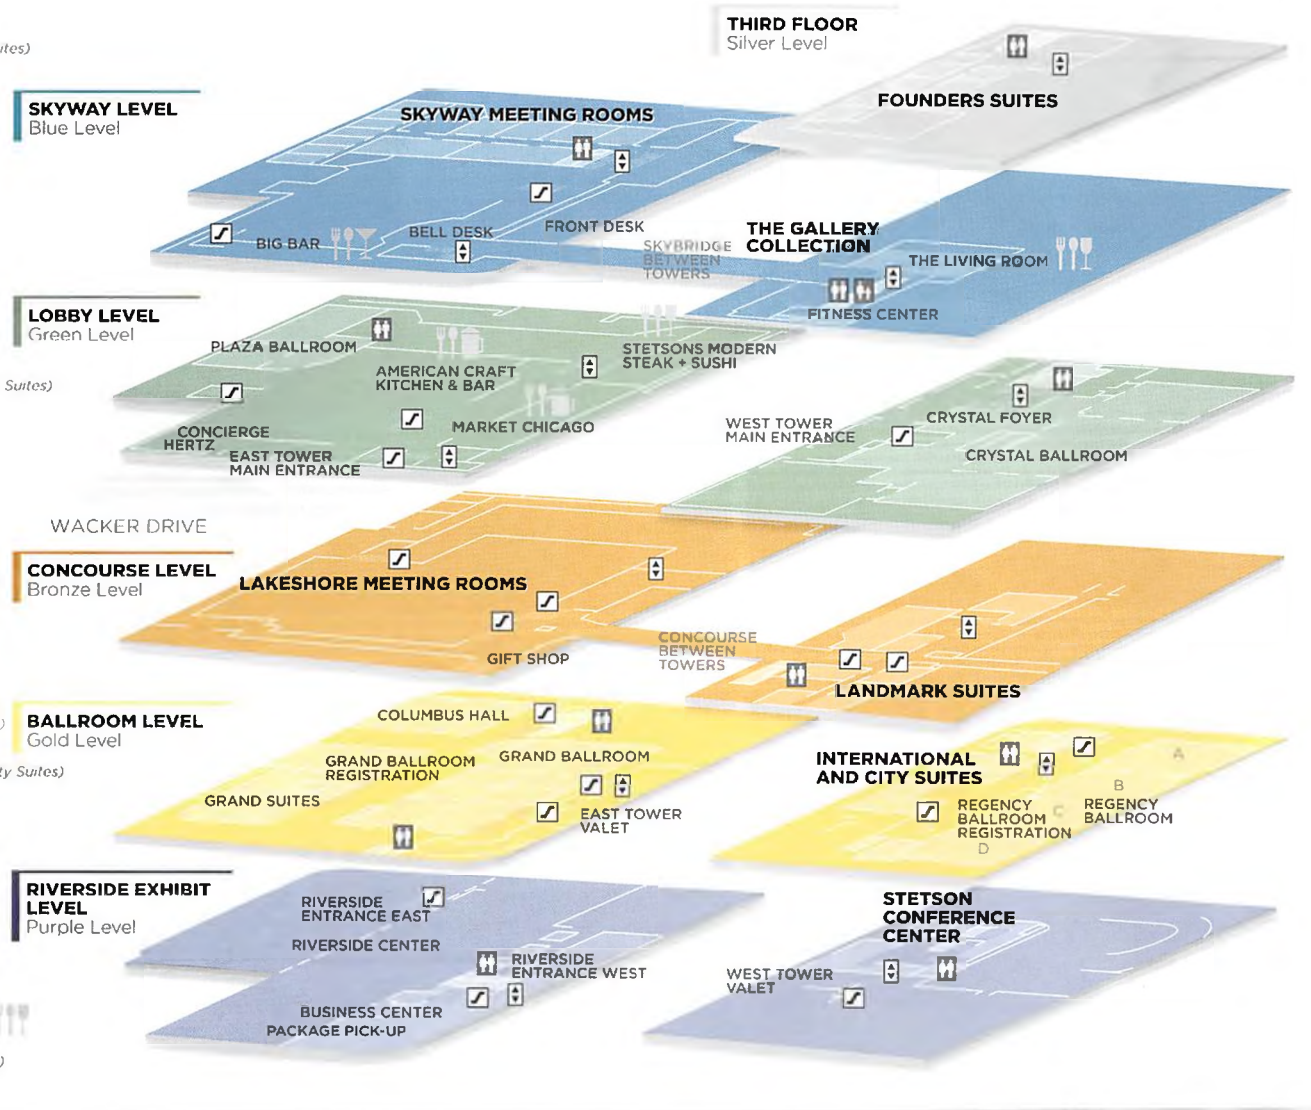 THIRD FLOOR
Silver Level
FOUNDERS SUITES
SKYWAY LEVEL
Blue Level
SKYWAY MEETING ROOMS
FRONT DESK
BELL DESK
BIG BAR
SKYBRIDGE
BETWEEN
TOWERS
THE GALLERY
COLLECTION
THE LIVING ROOM
FITNESS CENTER
LOBBY LEVEL
Green Level
PLAZA BALLROOM
AMERICAN CRAFT
KITCHEN & BAR
STETSONS MODERN
STEAK + SUSHI
Suites)
MARKET CHICAGO
CONCIERGE
HERTZ
EAST TOWER
MAIN ENTRANCE
WEST TOWER
MAIN ENTRANCE
CRYSTAL FOYER
CRYSTAL BALLROOM
WACKER DRIVE
CONCOURSE LEVEL
Bronze Level
LAKESHORE MEETING ROOMS
GIFT SHOP
CONCOURSE
BETWEEN
TOWERS
LANDMARK SUITES
BALLROOM LEVEL
Gold Level
COLUMBUS HALL
GRAND BALLROOM
REGISTRATION
GRAND BALLROOM
GRAND SUITES
EAST TOWER
VALET
INTERNATIONAL
AND CITY SUITES
A
B
C
D
REGENCY
BALLROOM
REGISTRATION
REGENCY
BALLROOM
RIVERSIDE EXHIBIT
LEVEL
Purple Level
RIVERSIDE
ENTRANCE EAST
RIVERSIDE CENTER
RIVERSIDE
ENTRANCE WEST
BUSINESS CENTER
PACKAGE PICK-UP
STETSON
CONFERENCE
CENTER
WEST TOWER
VALET